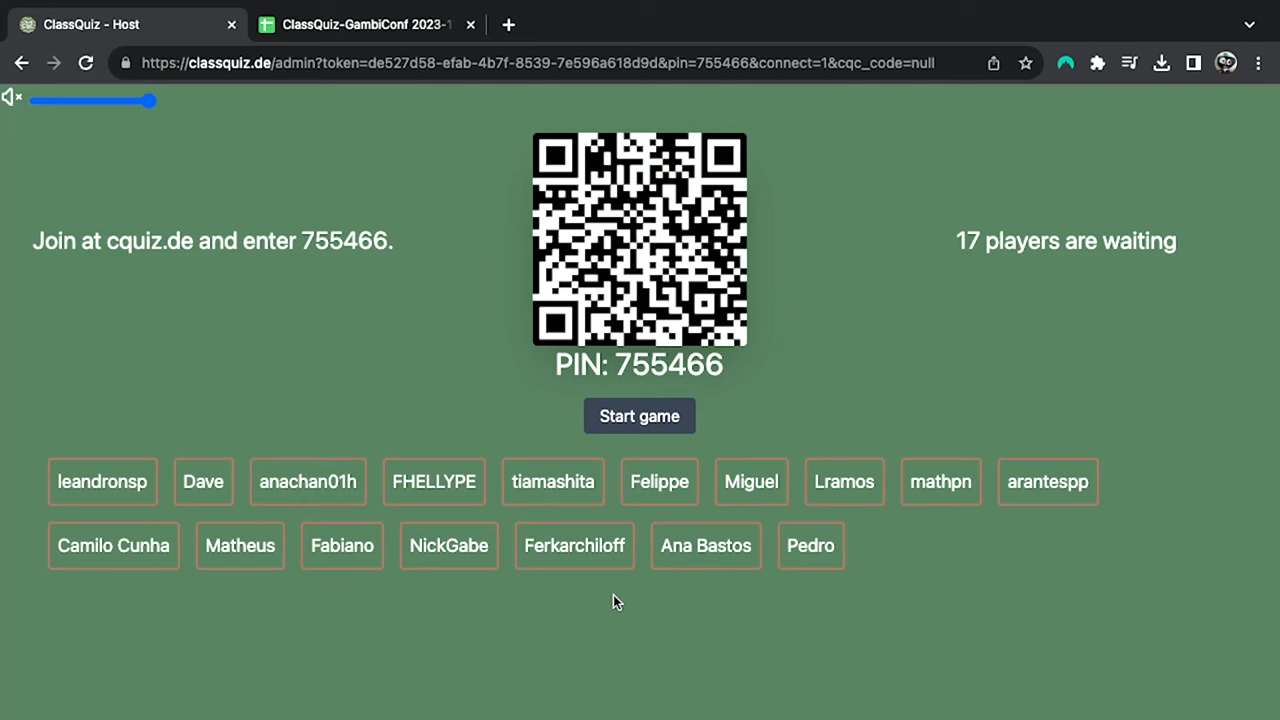 ClassQuiz - Host
ClassQuiz-GambiConf 2023-1
https://classquiz.de/admin?token=de527d58-efab-4b7f-8539-7e596a618d9d&pin=755466&connect=1&cqc_code=null
Join at cquiz.de and enter 755466.
17 players are waiting
PIN: 755466
Start game
leandronsp Dave anachan01h FHELLYPE tiamashita Felippe Miguel Lramos mathpn arantespp
Camilo Cunha Matheus Fabiano NickGabe Ferkarchiloff Ana Bastos Pedro